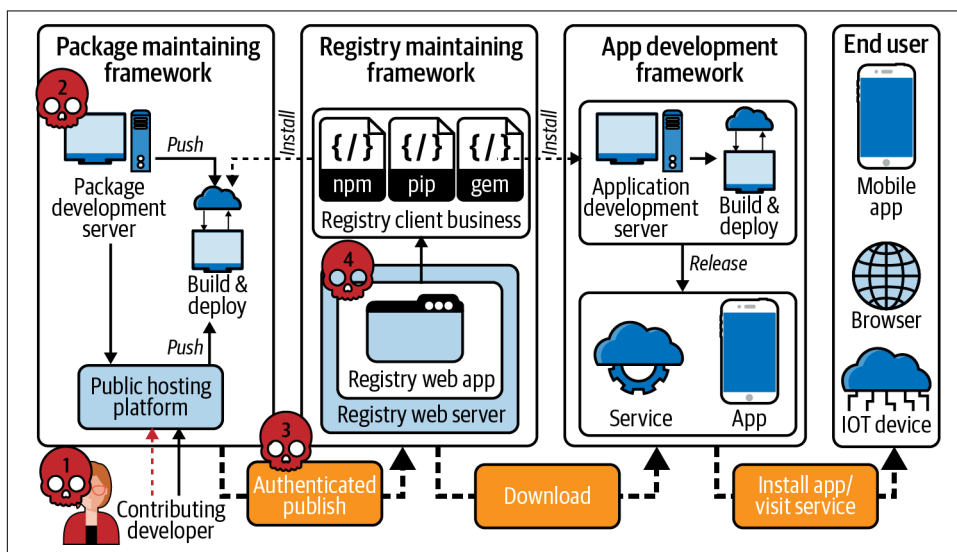 Package maintaining
framework
2
Push
Package
development
server
Build &
deploy
Push
Public hosting
platform
1
Contributing
developer
Install
Registry maintaining
framework
{/} {/} {/}
npm pip gem
Registry client business
4
Registry web app
Registry web server
3
Authenticated
publish
Install
App development
framework
Application
development
server
Build &
deploy
Release
Service
App
Download
Install app/
visit service
End user
Mobile
app
Browser
IOT device